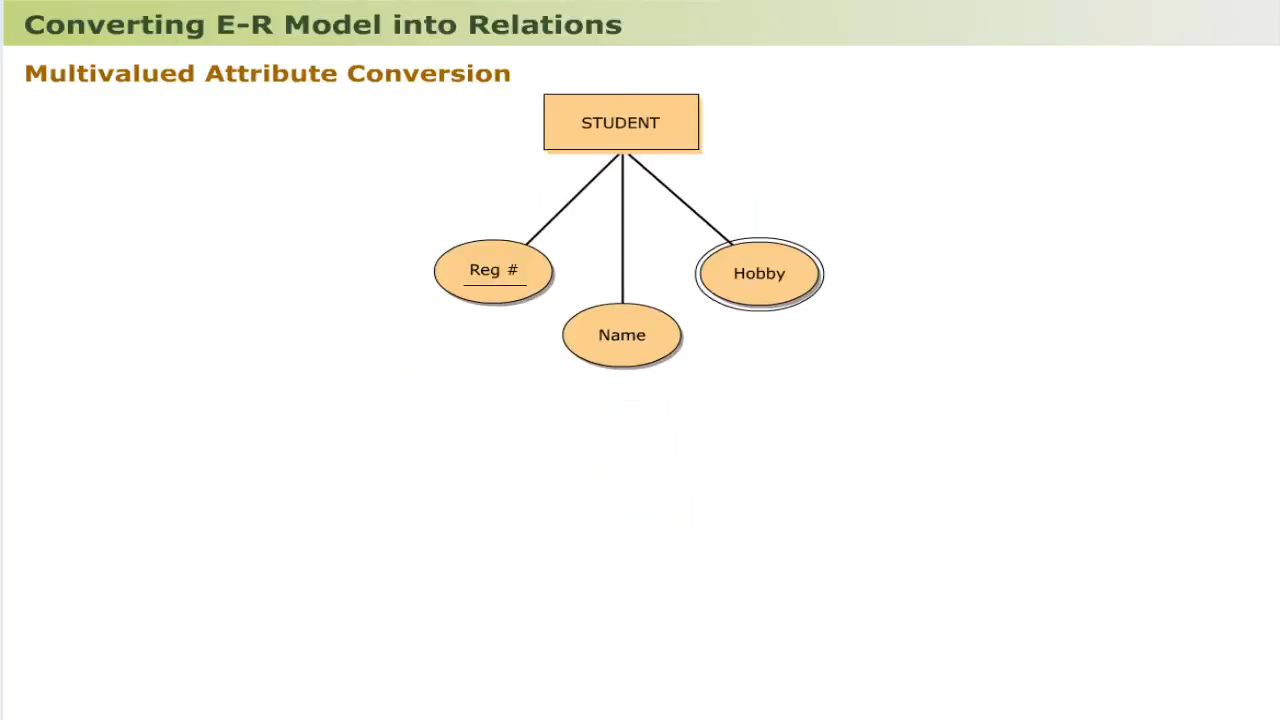 Converting E-R Model into Relations
Multivalued Attribute Conversion
STUDENT
Reg #
Hobby
Name